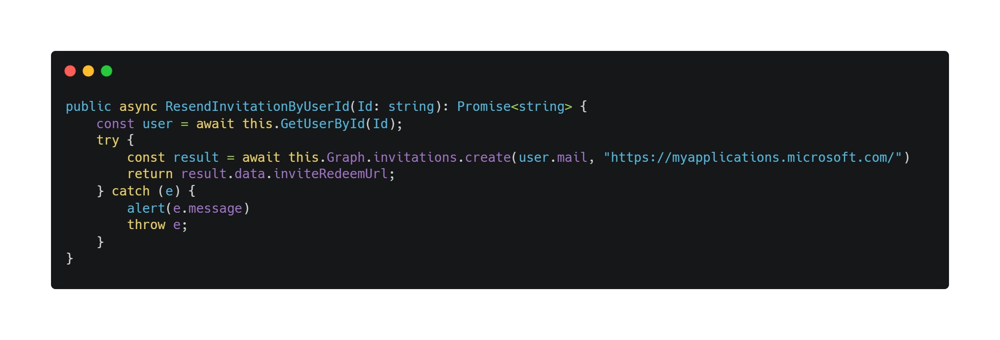 public async ResendInvitationByUserId(Id: string): Promise<string> {
    const user = await this.GetUserById(Id);
    try {
        const result = await this.Graph.invitations.create(user.mail, "https://myapplications.microsoft.com/")
        return result.data.inviteRedeemUrl;
    } catch (e) {
        alert(e.message)
        throw e;
    }
}